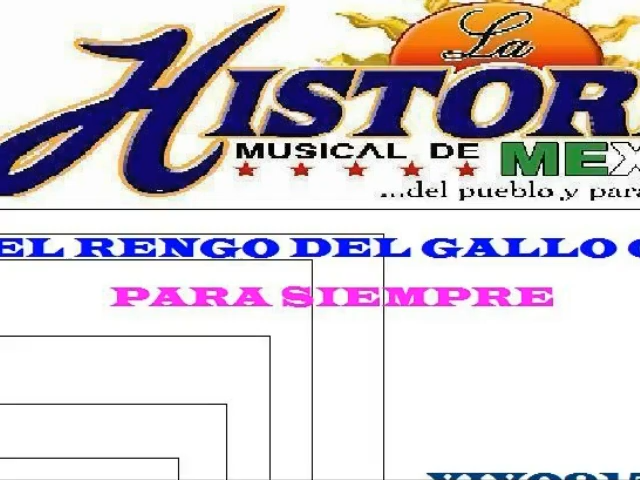 La
HISTOR
MUSICAL DE MEX
...del pueblo y para
EL RENGO DEL GALLO G
PARA SIEMPRE